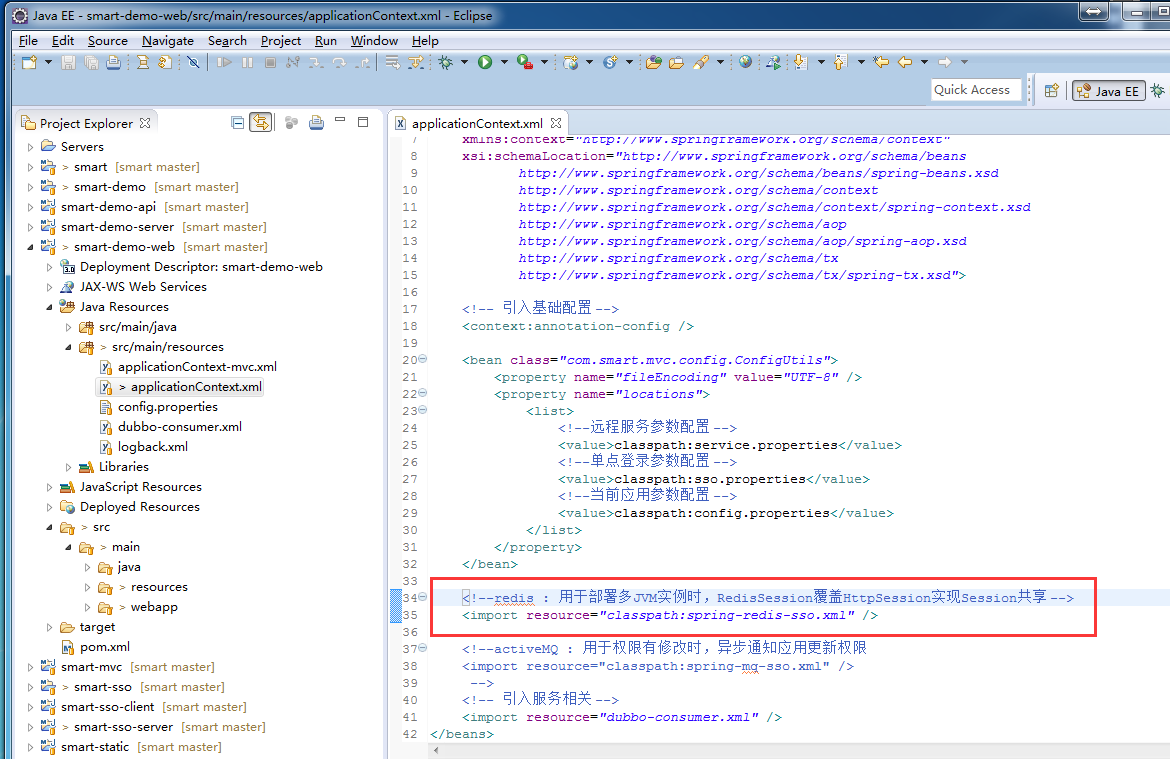 Java EE - smart-demo-web/src/main/resources/applicationContext.xml - Eclipse
File Edit Source Navigate Search Project Run Window Help
Quick Access
Java EE
Project Explorer
Servers
smart [smart master]
> smart-demo [smart master]
smart-demo-api [smart master]
smart-demo-server [smart master]
> smart-demo-web [smart master]
Deployment Descriptor: smart-demo-web
JAX-WS Web Services
Java Resources
src/main/java
> src/main/resources
applicationContext-mvc.xml
> applicationContext.xml
config.properties
dubbo-consumer.xml
logback.xml
Libraries
JavaScript Resources
Deployed Resources
> src
> main
java
> resources
> webapp
target
pom.xml
smart-mvc [smart master]
> smart-sso [smart master]
smart-sso-client [smart master]
> smart-sso-server [smart master]
smart-static [smart master]
applicationContext.xml
7 xmlns:context="http://www.springframework.org/schema/context"
8 xsi:schemaLocation="http://www.springframework.org/schema/beans
9 http://www.springframework.org/schema/beans/spring-beans.xsd
10 http://www.springframework.org/schema/context
11 http://www.springframework.org/schema/context/spring-context.xsd
12 http://www.springframework.org/schema/aop
13 http://www.springframework.org/schema/aop/spring-aop.xsd
14 http://www.springframework.org/schema/tx
15 http://www.springframework.org/schema/tx/spring-tx.xsd">
16
17 <!-- 引入基础配置 -->
18 <context:annotation-config />
19
20 <bean class="com.smart.mvc.config.ConfigUtils">
21 <property name="fileEncoding" value="UTF-8" />
22 <property name="locations">
23 <list>
24 <!--远程服务参数配置 -->
25 <value>classpath:service.properties</value>
26 <!--单点登录参数配置 -->
27 <value>classpath:sso.properties</value>
28 <!--当前应用参数配置 -->
29 <value>classpath:config.properties</value>
30 </list>
31 </property>
32 </bean>
33
34 <!--redis : 用于部署多JVM实例时，RedisSession覆盖HttpSession实现Session共享 -->
35 <import resource="classpath:spring-redis-sso.xml" />
36
37 <!--activeMQ : 用于权限有修改时，异步通知应用更新权限
38 <import resource="classpath:spring-mq-sso.xml" />
39 -->
40 <!-- 引入服务相关 -->
41 <import resource="dubbo-consumer.xml" />
42 </beans>